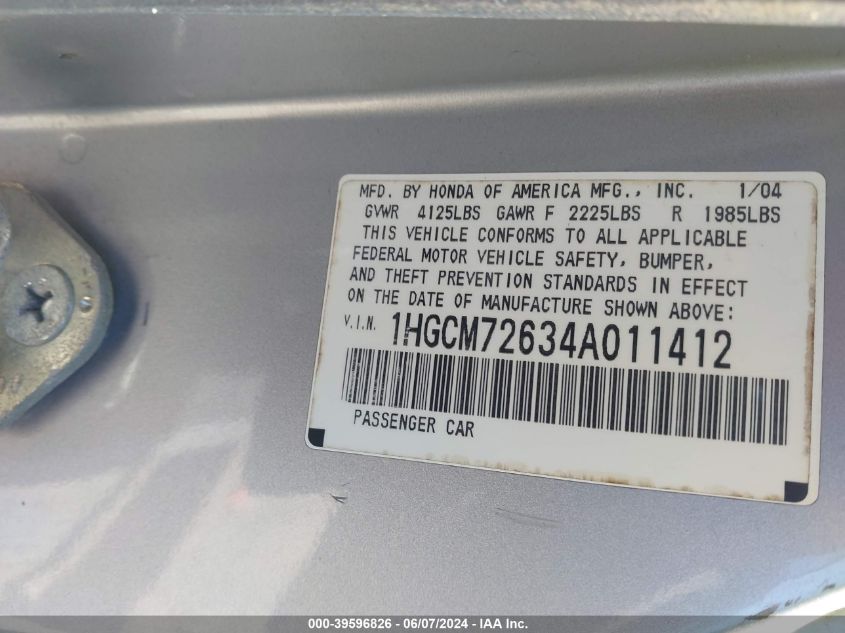 MFD. BY HONDA OF AMERICA MFG., INC. 1/04
GVWR 4125LBS GAWR F 2225LBS R 1985LBS
THIS VEHICLE CONFORMS TO ALL APPLICABLE
FEDERAL MOTOR VEHICLE SAFETY, BUMPER,
AND THEFT PREVENTION STANDARDS IN EFFECT
ON THE DATE OF MANUFACTURE SHOWN ABOVE:
V.I.N. 1HGCM72634A011412
PASSENGER CAR
000-39596826 - 06/07/2024 - IAA Inc.